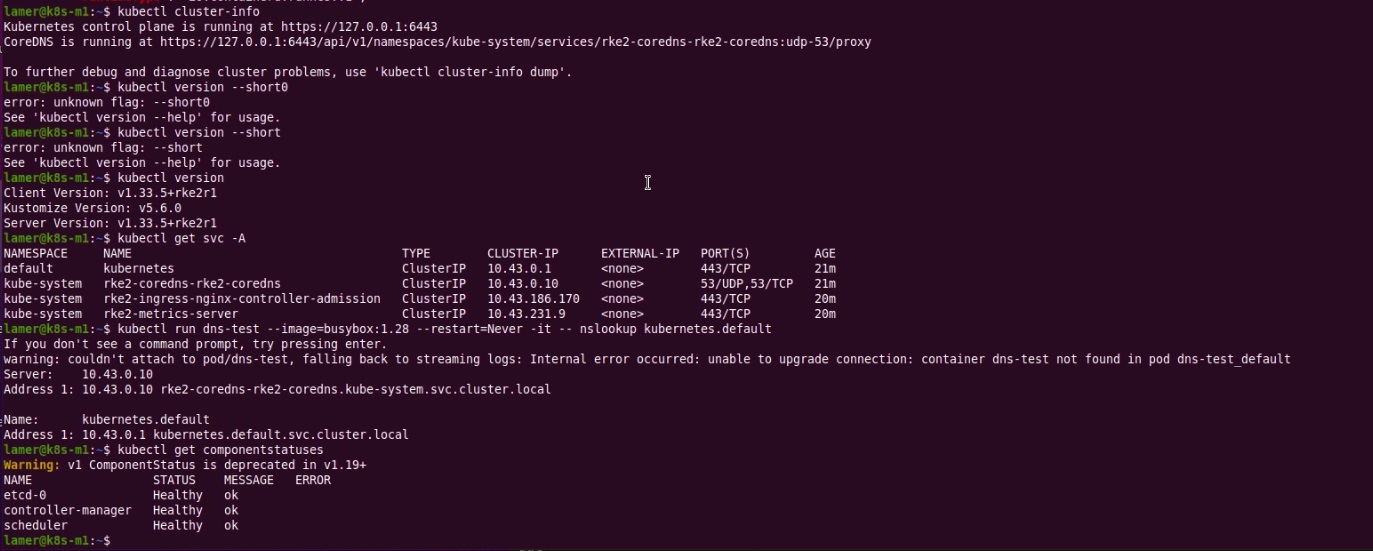 lamer@k8s-m1:~$ kubectl cluster-info
Kubernetes control plane is running at https://127.0.0.1:6443
CoreDNS is running at https://127.0.0.1:6443/api/v1/namespaces/kube-system/services/rke2-coredns-rke2-coredns:udp-53/proxy

To further debug and diagnose cluster problems, use 'kubectl cluster-info dump'.
lamer@k8s-m1:~$ kubectl version --short0
error: unknown flag: --short0
See 'kubectl version --help' for usage.
lamer@k8s-m1:~$ kubectl version --short
error: unknown flag: --short
See 'kubectl version --help' for usage.
lamer@k8s-m1:~$ kubectl version
Client Version: v1.33.5+rke2r1
Kustomize Version: v5.6.0
Server Version: v1.33.5+rke2r1
lamer@k8s-m1:~$ kubectl get svc -A
NAMESPACE     NAME                                      TYPE        CLUSTER-IP      EXTERNAL-IP   PORT(S)         AGE
default       kubernetes                                ClusterIP   10.43.0.1       <none>        443/TCP         21m
kube-system   rke2-coredns-rke2-coredns                 ClusterIP   10.43.0.10      <none>        53/UDP,53/TCP   21m
kube-system   rke2-ingress-nginx-controller-admission   ClusterIP   10.43.186.170   <none>        443/TCP         20m
kube-system   rke2-metrics-server                       ClusterIP   10.43.231.9     <none>        443/TCP         20m
lamer@k8s-m1:~$ kubectl run dns-test --image=busybox:1.28 --restart=Never -it -- nslookup kubernetes.default
If you don't see a command prompt, try pressing enter.
warning: couldn't attach to pod/dns-test, falling back to streaming logs: Internal error occurred: unable to upgrade connection: container dns-test not found in pod dns-test_default
Server:    10.43.0.10
Address 1: 10.43.0.10 rke2-coredns-rke2-coredns.kube-system.svc.cluster.local

Name:      kubernetes.default
Address 1: 10.43.0.1 kubernetes.default.svc.cluster.local
lamer@k8s-m1:~$ kubectl get componentstatuses
Warning: v1 ComponentStatus is deprecated in v1.19+
NAME                 STATUS    MESSAGE   ERROR
etcd-0               Healthy   ok
controller-manager   Healthy   ok
scheduler            Healthy   ok
lamer@k8s-m1:~$